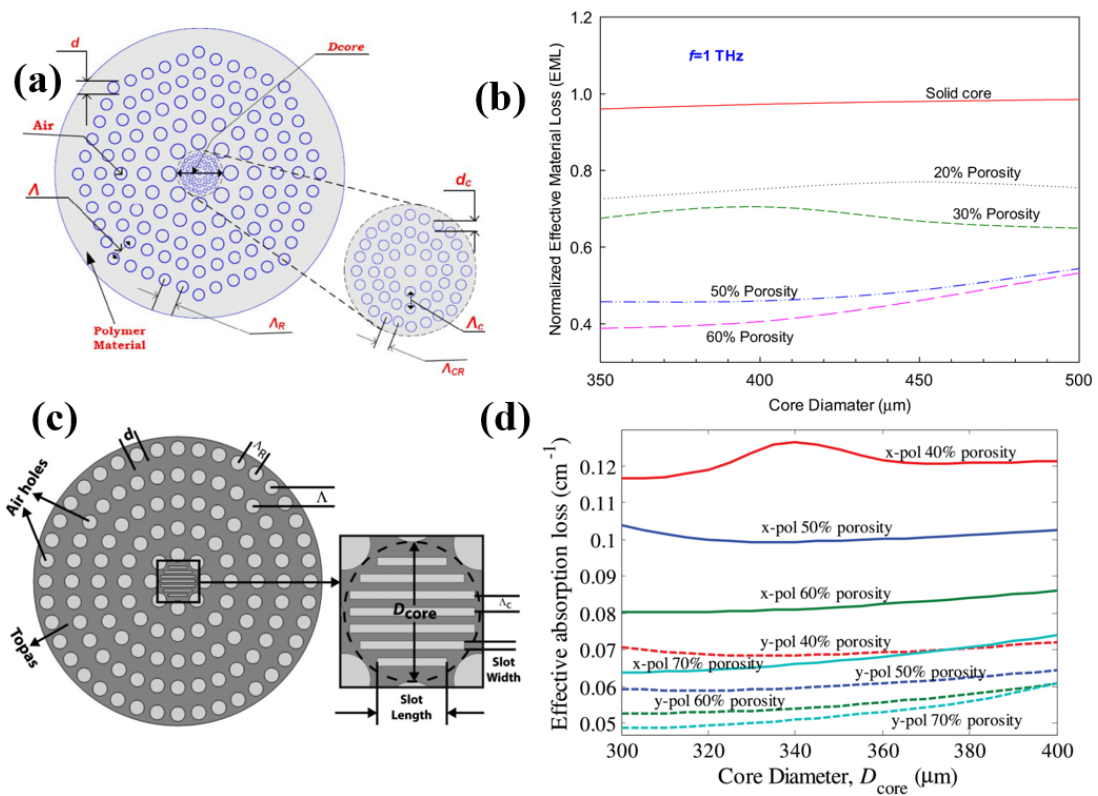 (a)
d
Dcore
Air
Λ
Polymer
Material
Λ_R
d_c
Λ_c
Λ_CR
(b)
Normalized Effective Material Loss (EML)
1.2
1.0
0.8
0.6
0.4
f=1 THz
Solid core
20% Porosity
30% Porosity
50% Porosity
60% Porosity
350
400
450
500
Core Diamater (μm)
(c)
d
Λ_R
Λ
Air holes
Topas
D_core
Λ_c
Slot
Width
Slot
Length
(d)
Effective absorption loss (cm⁻¹)
0.12
0.11
0.1
0.09
0.08
0.07
0.06
0.05
x-pol 40% porosity
x-pol 50% porosity
x-pol 60% porosity
y-pol 40% porosity
x-pol 70% porosity
y-pol 50% porosity
y-pol 60% porosity
y-pol 70% porosity
300
320
340
360
380
400
Core Diameter, D_core (μm)